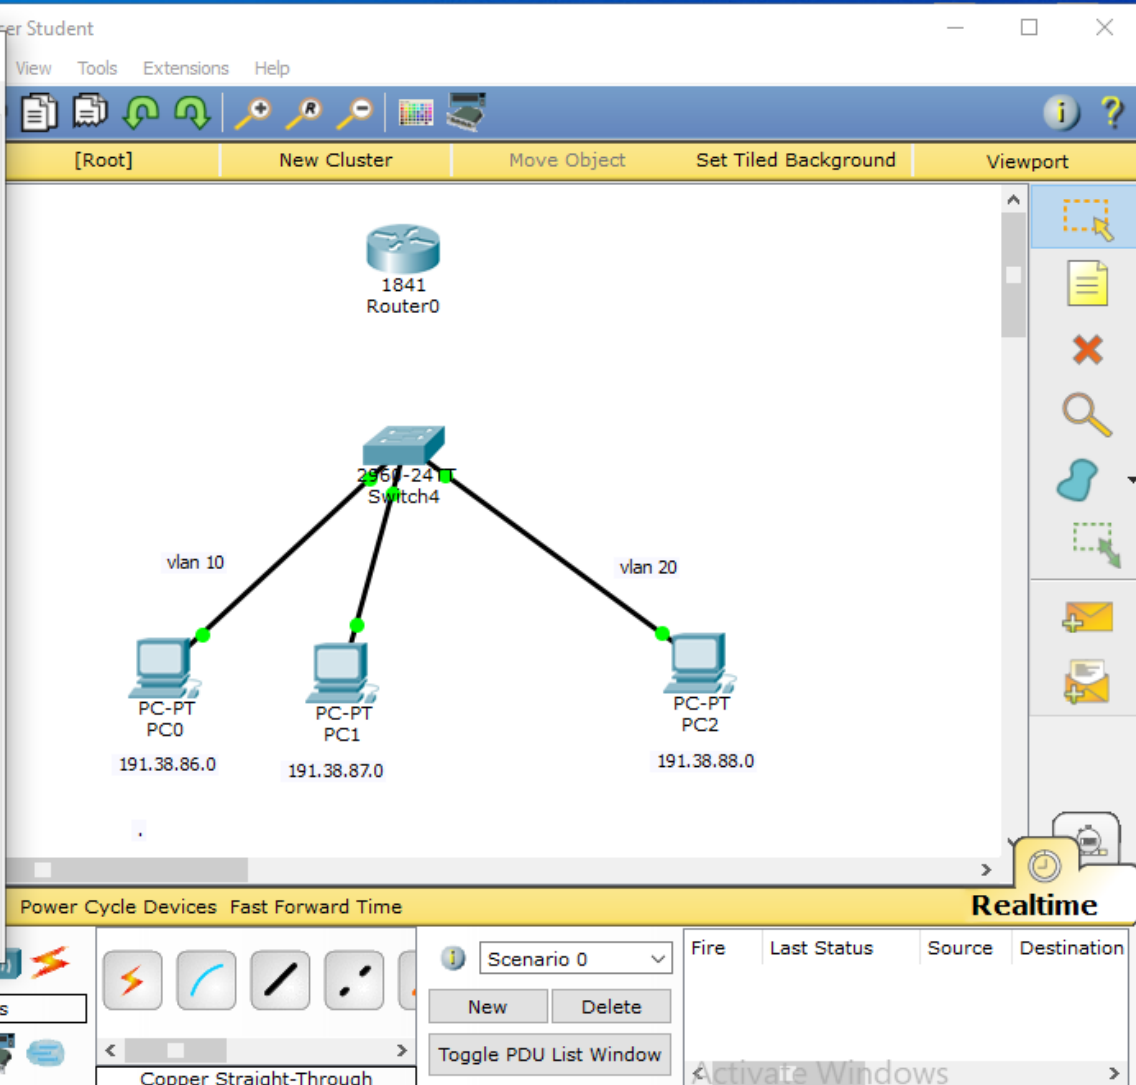 ser Student
View Tools Extensions Help
R
i ?
[Root] New Cluster Move Object Set Tiled Background Viewport
1841
Router0
2960-24TT
Switch4
vlan 10
vlan 20
PC-PT
PC0
PC-PT
PC1
PC-PT
PC2
191.38.86.0
191.38.87.0
191.38.88.0
.
Power Cycle Devices Fast Forward Time
Realtime
i Scenario 0
New Delete
Toggle PDU List Window
Fire Last Status Source Destination
s
Copper Straight-Through
Activate Windows